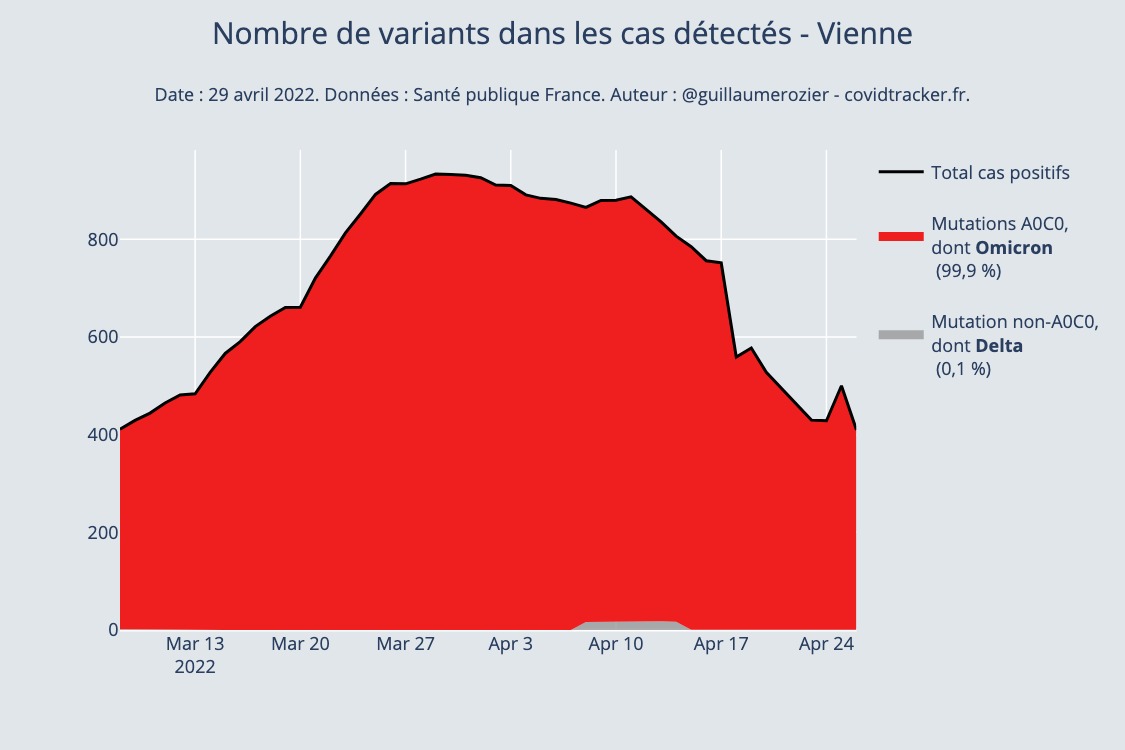 Nombre de variants dans les cas détectés - Vienne
Date : 29 avril 2022. Données : Santé publique France. Auteur : @guillaumerozier - covidtracker.fr.
Total cas positifs
Mutations A0C0,
dont Omicron
(99,9 %)
Mutation non-A0C0,
dont Delta
(0,1 %)
800
600
400
200
0
Mar 13 Mar 20 Mar 27 Apr 3 Apr 10 Apr 17 Apr 24
2022